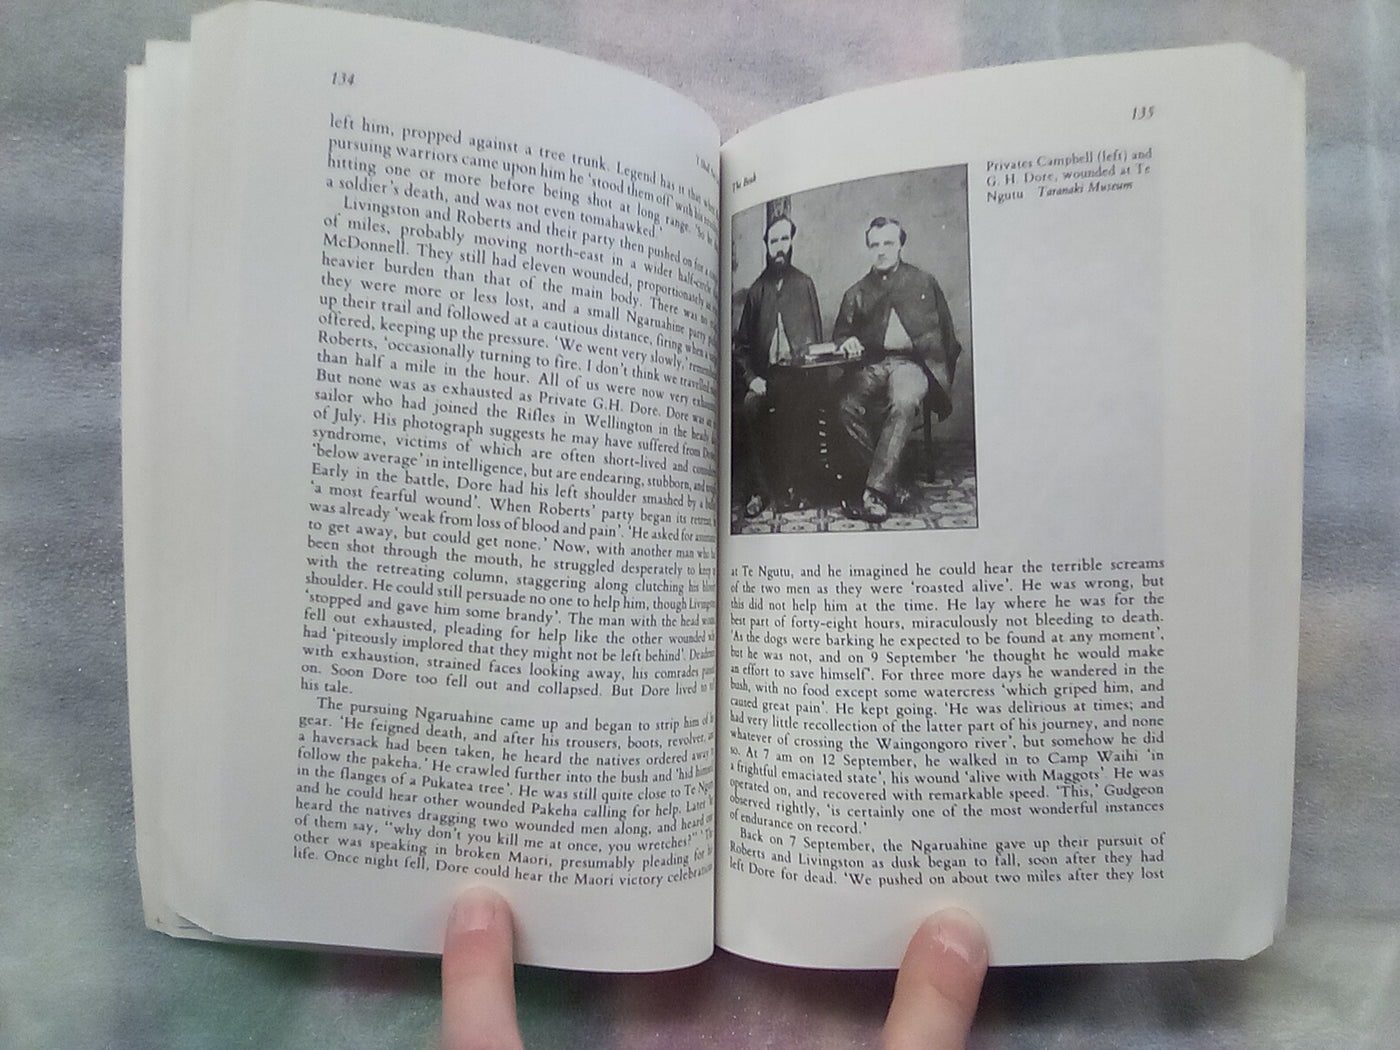 134
left him, propped against a tree trunk. Legend has it that when
pursuing warriors came upon him he 'stood them off' with his
hitting one or more before being shot at long range. 'So he
a soldier's death, and was not even tomahawked.'
Livingston and Roberts and their party then pushed on for a
of miles, probably moving north-east in a wider half-circle
McDonnell. They still had eleven wounded, proportionately a
heavier burden than that of the main body. There was no
they were more or less lost, and a small Ngaruahine party
up their trail and followed at a cautious distance, firing when a
offered, keeping up the pressure. 'We went very slowly,' remembered
Roberts, 'occasionally turning to fire. I don't think we travelled
than half a mile in the hour. All of us were now very
But none was as exhausted as Private G.H. Dore. Dore was
sailor who had joined the Rifles in Wellington in the heady
of July. His photograph suggests he may have suffered from
syndrome, victims of which are often short-lived and
'below average' in intelligence, but are endearing, stubborn, and
Early in the battle, Dore had his left shoulder smashed by a
'a most fearful wound'. When Roberts' party began its retreat,
was already 'weak from loss of blood and pain'. 'He asked for
to get away, but could get none.' Now, with another man who
been shot through the mouth, he struggled desperately to keep
with the retreating column, staggering along clutching his
shoulder. He could still persuade no one to help him, though Livingston
'stopped and gave him some brandy'. The man with the head
fell out exhausted, pleading for help like the other wounded
had 'piteously implored that they might not be left behind'.
with exhaustion, strained faces looking away, his comrades
on. Soon Dore too fell out and collapsed. But Dore lived to
his tale.
The pursuing Ngaruahine came up and began to strip him of
gear. 'He feigned death, and after his trousers, boots, revolver,
a haversack had been taken, he heard the natives ordered away
follow the pakeha.' He crawled further into the bush and 'hid himself
in the flanges of a Pukatea tree'. He was still quite close to Te
and he could hear other wounded Pakeha calling for help. Later
heard the natives dragging two wounded men along, and heard
of them say, "why don't you kill me at once, you wretches?"'
other was speaking in broken Maori, presumably pleading for
life. Once night fell, Dore could hear the Maori victory
135
The Bush
Privates Campbell (left) and
G. H. Dore, wounded at Te
Ngutu Taranaki Museum
at Te Ngutu, and he imagined he could hear the terrible screams
of the two men as they were 'roasted alive'. He was wrong, but
this did not help him at the time. He lay where he was for the
best part of forty-eight hours, miraculously not bleeding to death.
'As the dogs were barking he expected to be found at any moment',
but he was not, and on 9 September 'he thought he would make
an effort to save himself'. For three more days he wandered in the
bush, with no food except some watercress 'which griped him, and
caused great pain'. He kept going. 'He was delirious at times; and
had very little recollection of the latter part of his journey, and none
whatever of crossing the Waingongoro river', but somehow he did
so. At 7 am on 12 September, he walked in to Camp Waihi 'in
a frightful emaciated state', his wound 'alive with Maggots'. He was
operated on, and recovered with remarkable speed. 'This,' Gudgeon
observed rightly, 'is certainly one of the most wonderful instances
of endurance on record.'
Back on 7 September, the Ngaruahine gave up their pursuit of
Roberts and Livingston as dusk began to fall, soon after they had
left Dore for dead. 'We pushed on about two miles after they lost